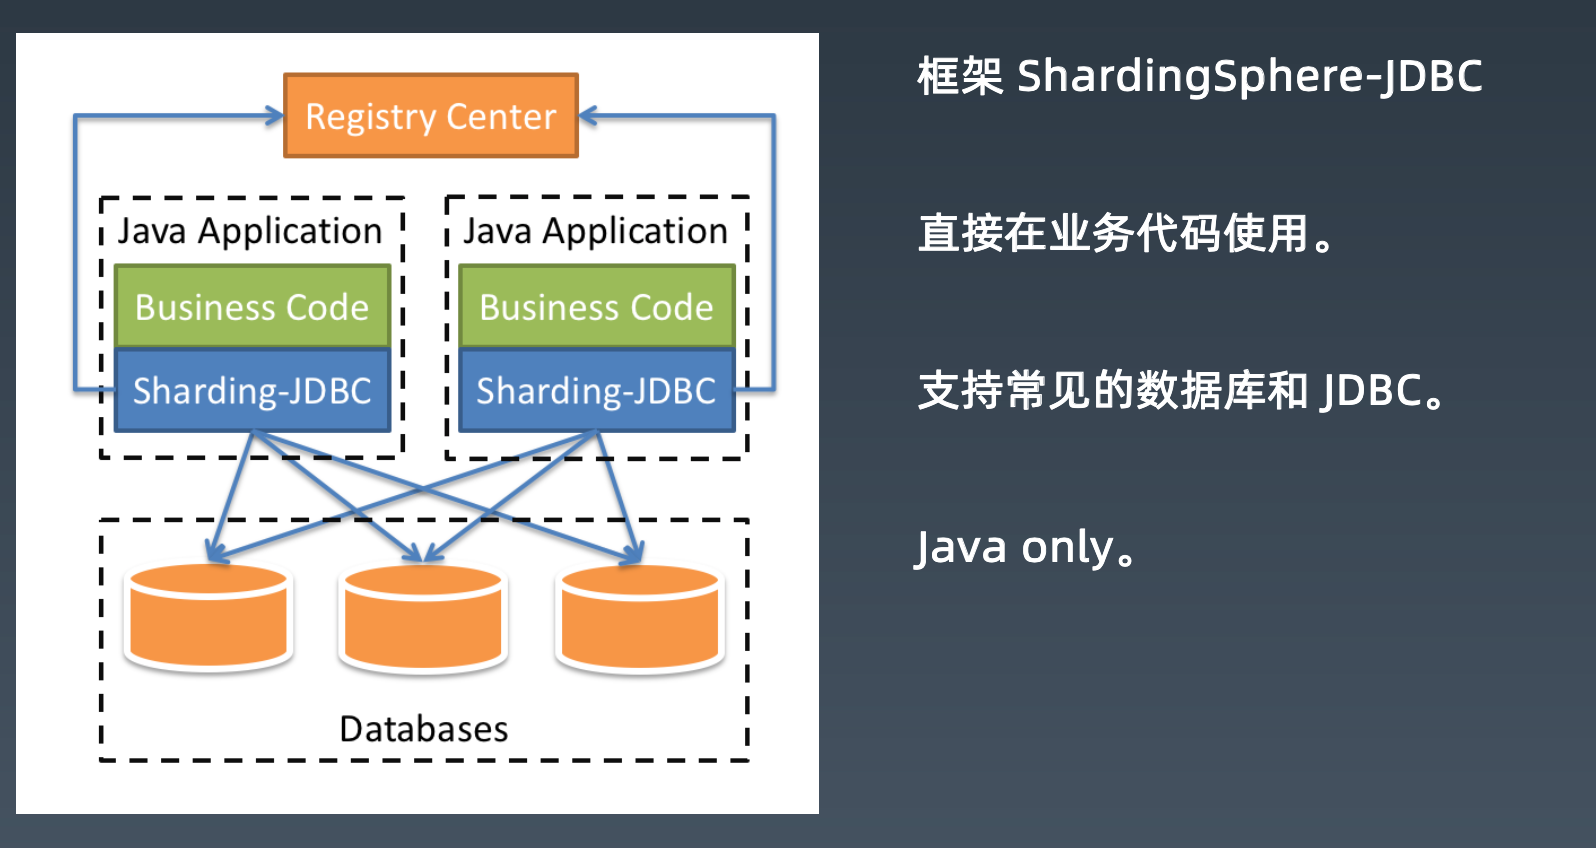 Registry Center
Java Application
Business Code
Sharding-JDBC
Java Application
Business Code
Sharding-JDBC
Databases
框架 ShardingSphere-JDBC
直接在业务代码使用。
支持常见的数据库和 JDBC。
Java only。